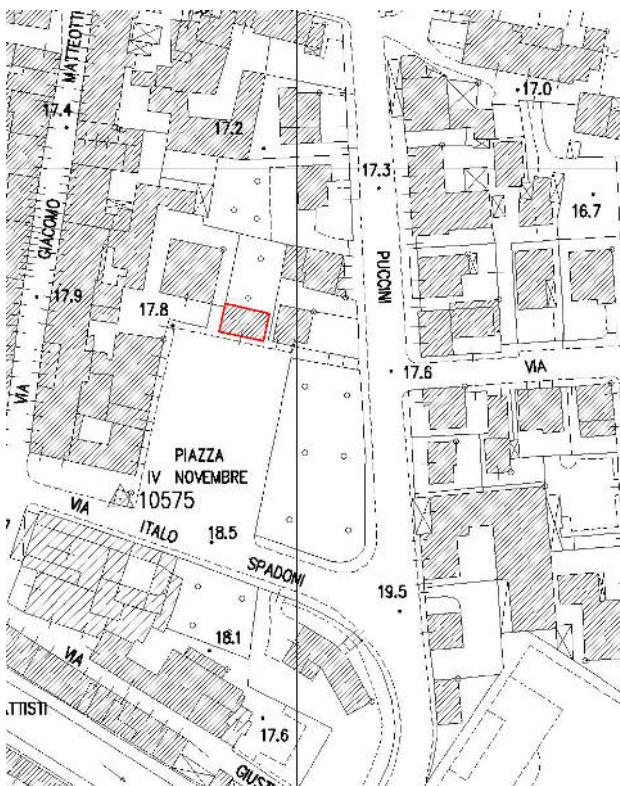 MATTEOTTI
17.4
17.2
17.0
17.3
16.7
GIACOMO
PUCCINI
17.9
17.8
17.6
VIA
VIA
PIAZZA
IV NOVEMBRE
10575
VIA
ITALO
18.5
SPADONI
19.5
18.1
VIA
TTISTI
17.6
GIUST